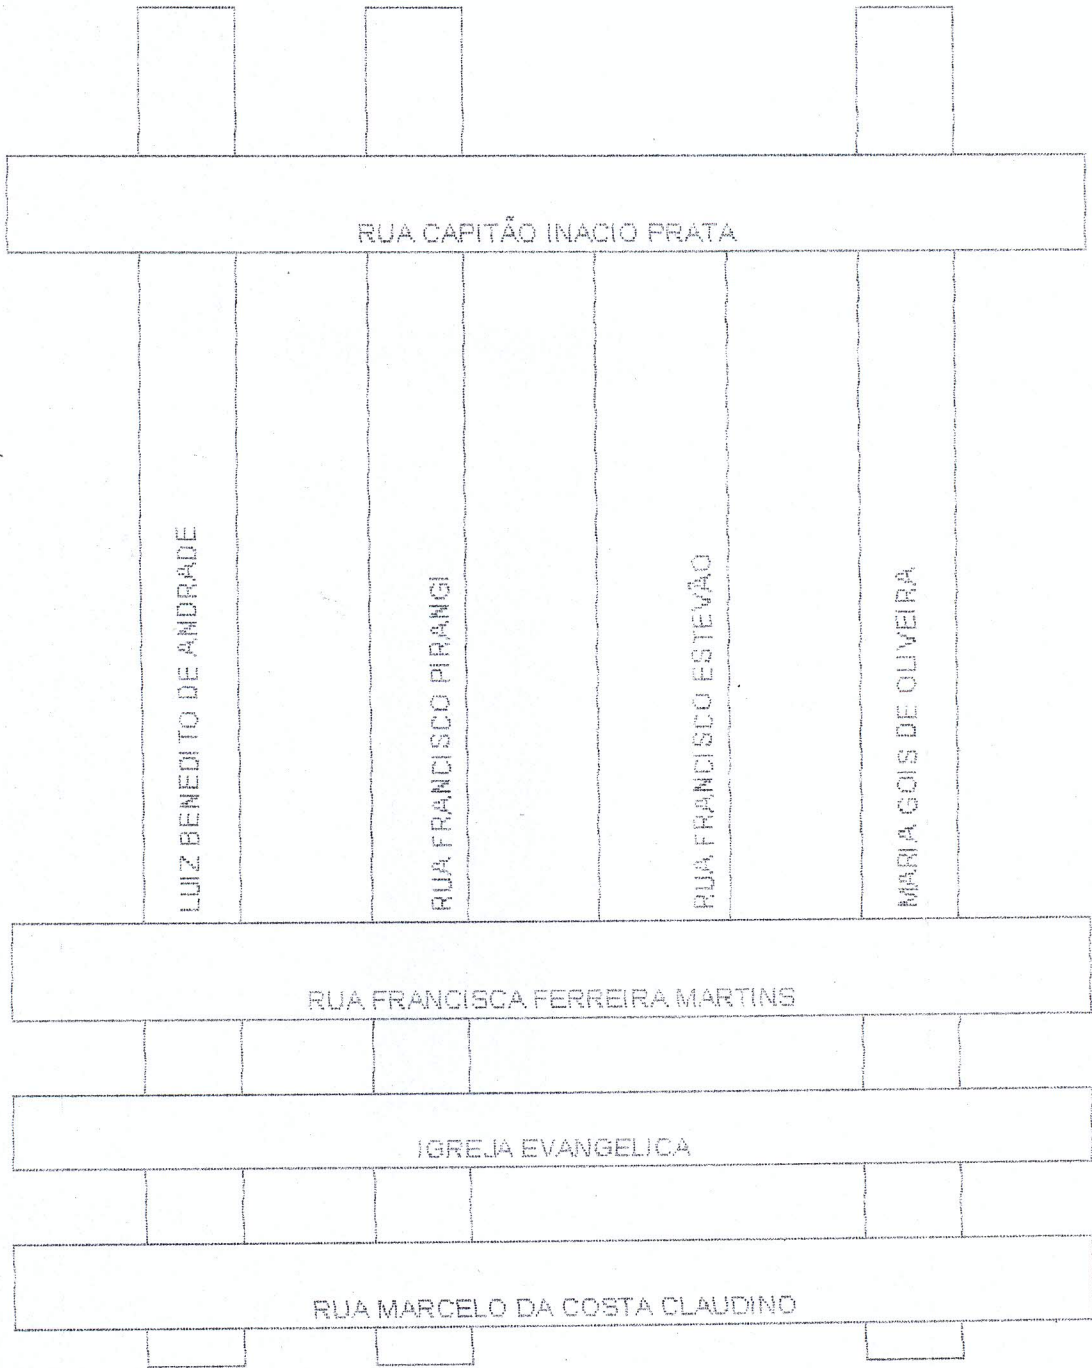 RUA CAPITÃO INACIO PRATA
LUIZ BENEDITO DE ANDRADE
RUA FRANCISCO PIRANGI
RUA FRANCISCO ESTEVÃO
MARIA GOIS DE OLIVEIRA
RUA FRANCISCA FERREIRA MARTINS
IGREJA EVANGELICA
RUA MARCELO DA COSTA CLAUDINO